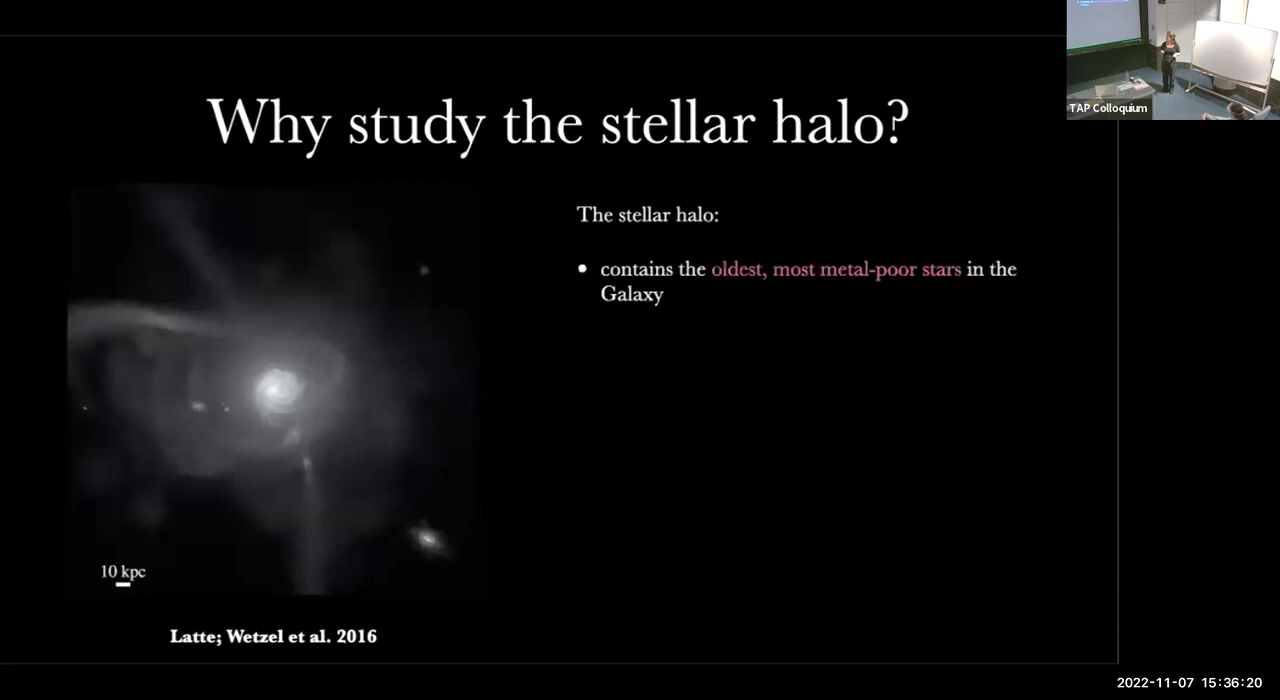 TAP Colloquium
Why study the stellar halo?
The stellar halo:
• contains the oldest, most metal-poor stars in the
Galaxy
10 kpc
Latte; Wetzel et al. 2016
2022-11-07 15:36:20